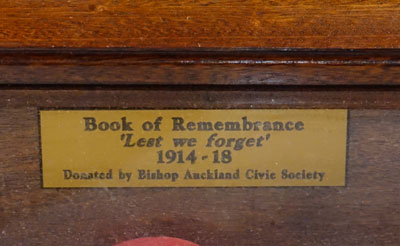 Book of Remembrance
'Lest we forget'
1914-18
Donated by Bishop Auckland Civic Society